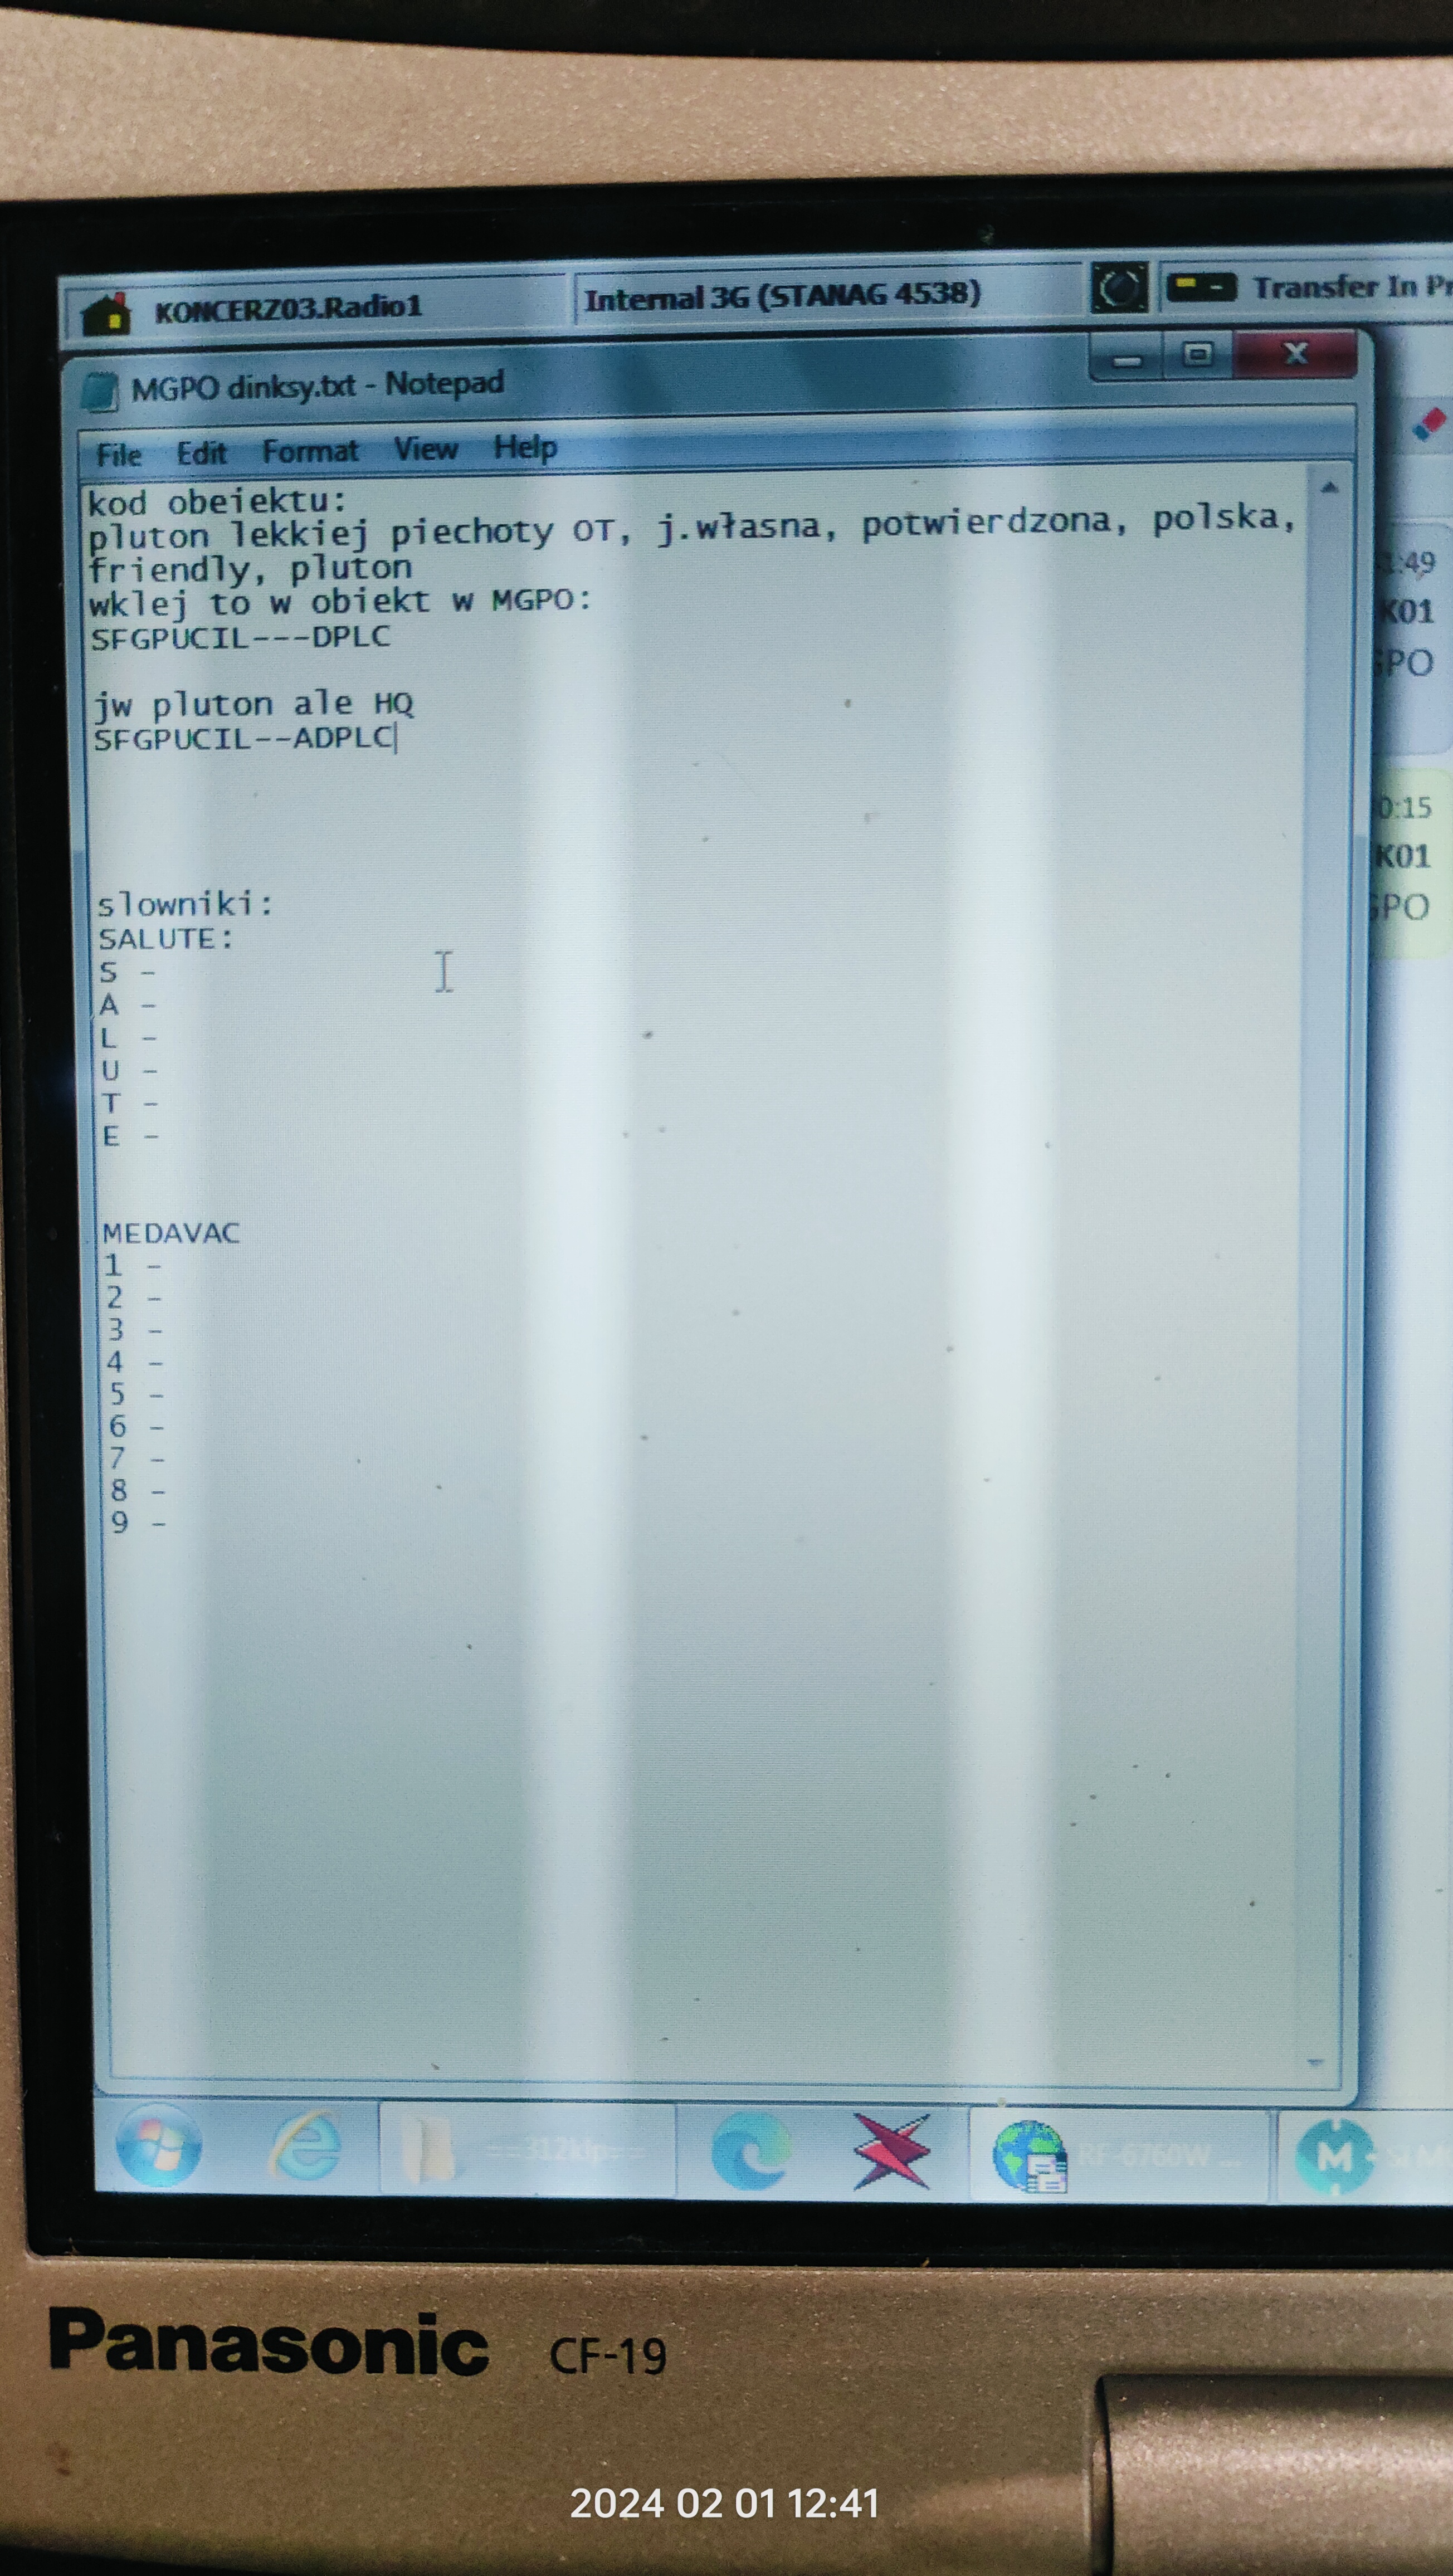 KONCERZ03.Radio1
Internal 3G (STANAG 4538)
Transfer In Pr
MGPO dinksy.txt - Notepad
File Edit Format View Help
kod obeiektu:
pluton lekkiej piechoty OT, j.własna, potwierdzona, polska,
friendly, pluton
wklej to w obiekt w MGPO:
SFGPUCIL---DPLC
jw pluton ale HQ
SFGPUCIL--ADPLC
slowniki:
SALUTE:
S -
A -
L -
U -
T -
E -
MEDAVAC
1 -
2 -
3 -
4 -
5 -
6 -
7 -
8 -
9 -
:49
K01
GPO
0:15
K01
GPO
RF-6760W ...
M
Panasonic CF-19
2024 02 01 12:41